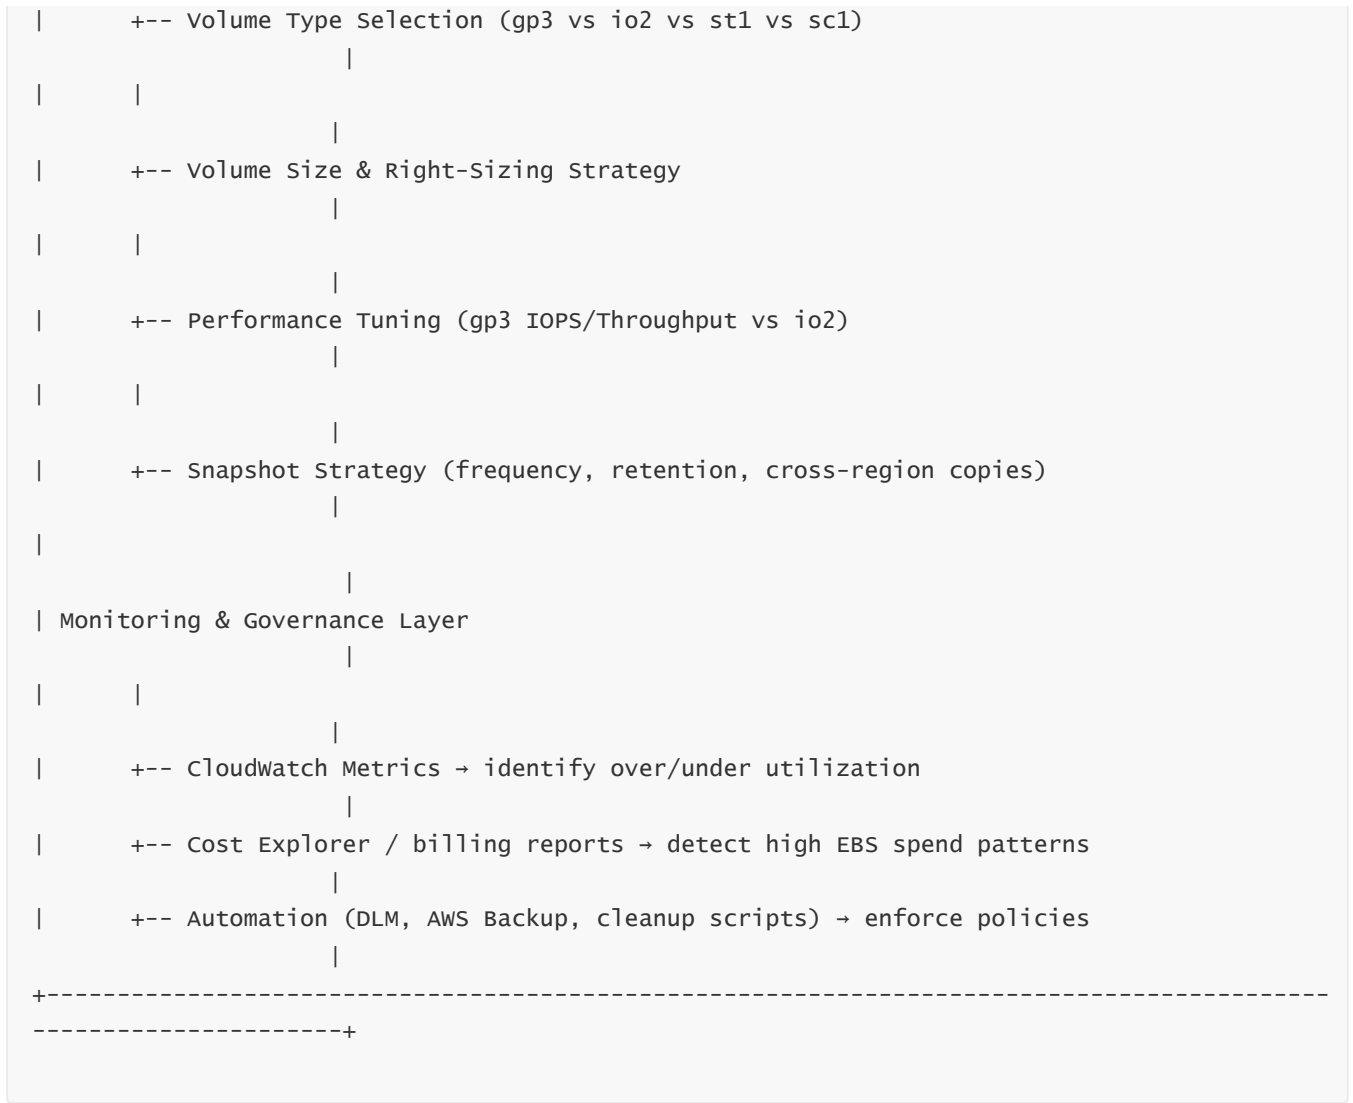 |      +-- Volume Type Selection (gp3 vs io2 vs st1 vs sc1)
                      |
|      |
                     |
|      +-- Volume Size & Right-Sizing Strategy
                     |
|      |
                     |
|      +-- Performance Tuning (gp3 IOPS/Throughput vs io2)
                     |
|      |
                     |
|      +-- Snapshot Strategy (frequency, retention, cross-region copies)
                     |
|
                      |
| Monitoring & Governance Layer
                      |
|      |
                     |
|      +-- CloudWatch Metrics → identify over/under utilization
                      |
|      +-- Cost Explorer / billing reports → detect high EBS spend patterns
                     |
|      +-- Automation (DLM, AWS Backup, cleanup scripts) → enforce policies
                     |
+------------------------------------------------------------------------------------------
----------------------+